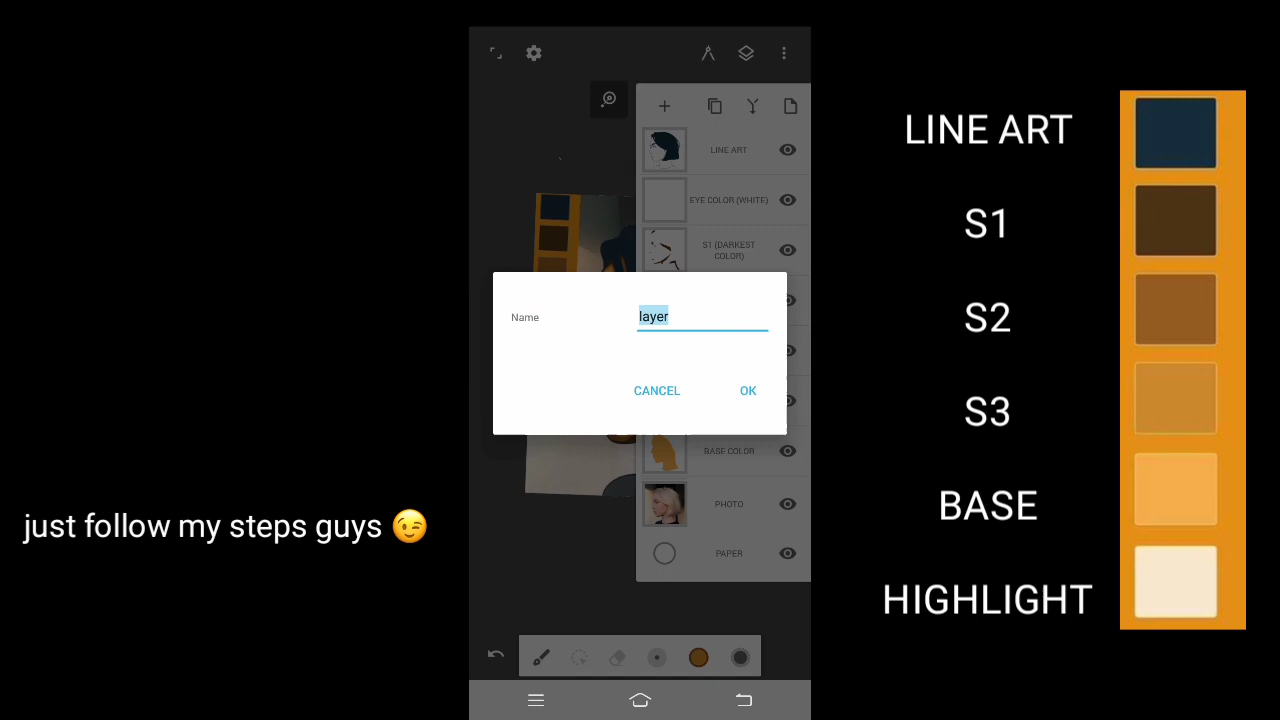 LINE ART
EYE COLOR (WHITE)
S1 (DARKEST
COLOR)
Name
layer
CANCEL
OK
BASE COLOR
PHOTO
PAPER
just follow my steps guys 😉
LINE ART
S1
S2
S3
BASE
HIGHLIGHT